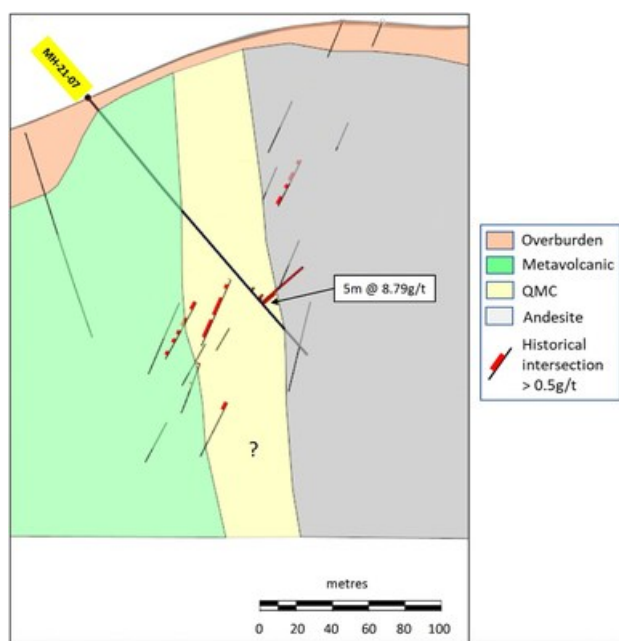 MH-21-07
5m @ 8.79g/t
?
Overburden
Metavolcanic
QMC
Andesite
Historical
intersection
> 0.5g/t
metres
0 20 40 60 80 100